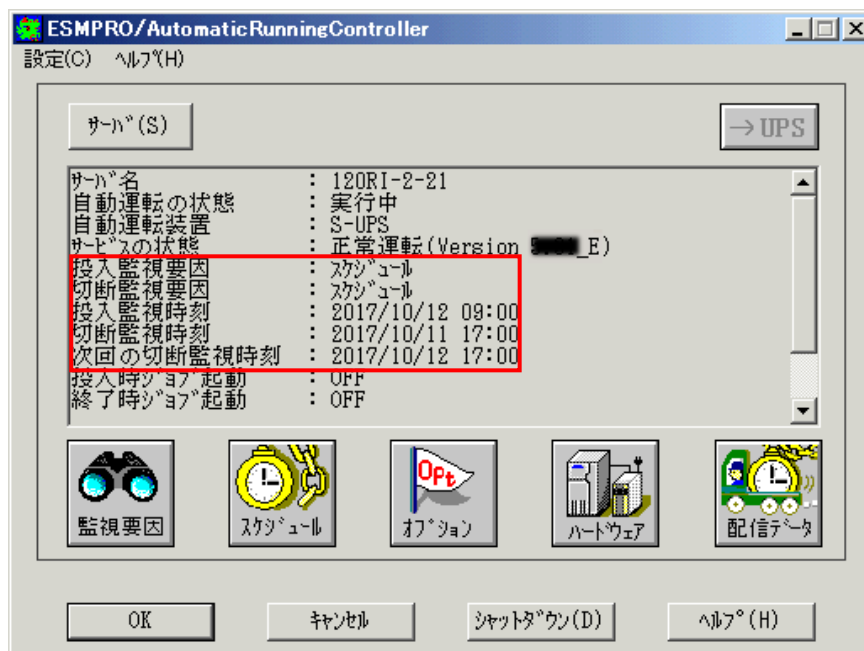 ESMPRO/AutomaticRunningController
設定(C) ヘルプ(H)
サーバ(S)
→UPS
サーバ名 : 120RI-2-21
自動運転の状態 : 実行中
自動運転装置 : S-UPS
サービスの状態 : 正常運転(Version _E)
投入監視要因 : スケジュール
切断監視要因 : スケジュール
投入監視時刻 : 2017/10/12 09:00
切断監視時刻 : 2017/10/11 17:00
次回の切断監視時刻 : 2017/10/12 17:00
投入時ジョブ起動 : OFF
終了時ジョブ起動 : OFF
Opt
監視要因 スケジュール オプション ハードウェア 配信データ
OK キャンセル シャットダウン(D) ヘルプ(H)